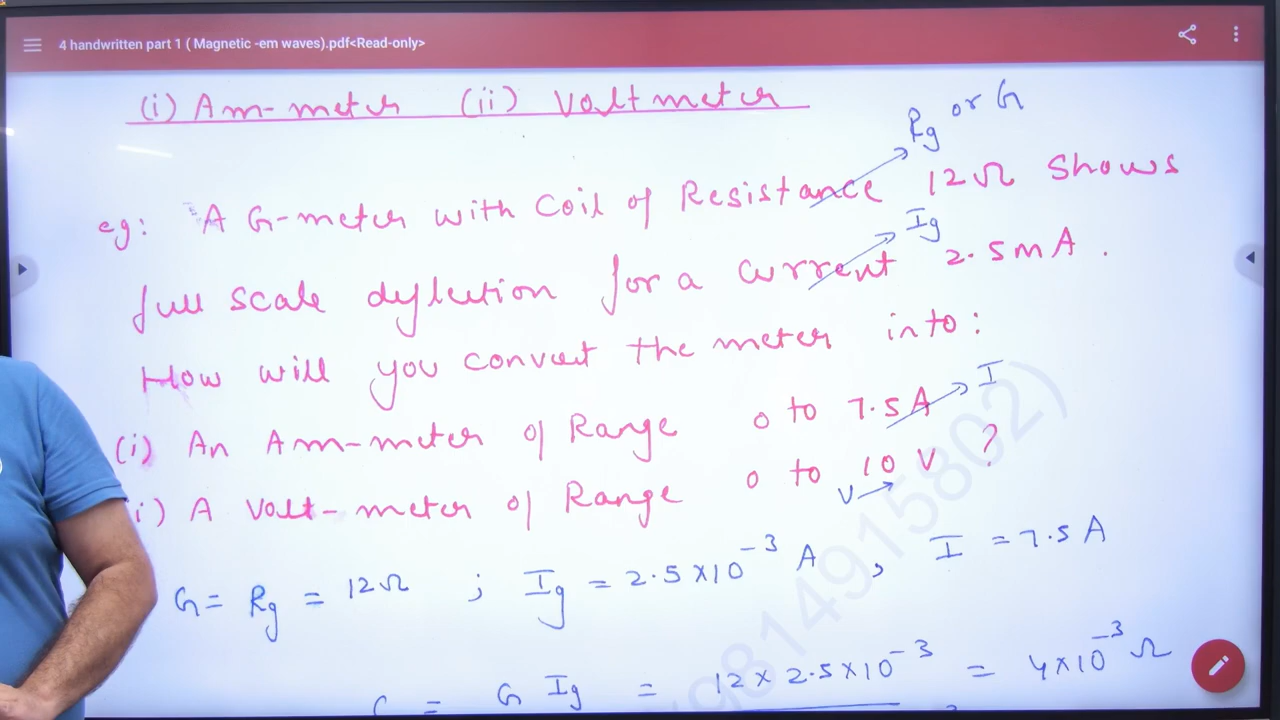 4 handwritten part 1 ( Magnetic -em waves).pdf<Read-only>
(i) Am-meter (ii) Voltmeter
Rg or G
eg: A G-meter with Coil of Resistance 12Ω Shows
Ig
full scale deflection for a Current 2.5mA.
How will you convert the meter into:
I
(i) An Am-meter of Range 0 to 7.5A
i) A Volt-meter of Range 0 to 10 V ?
V
G = Rg = 12Ω ; Ig = 2.5×10⁻³ A , I = 7.5 A
= G Ig = 12 × 2.5×10⁻³ = 4×10⁻³ Ω
9814915802)